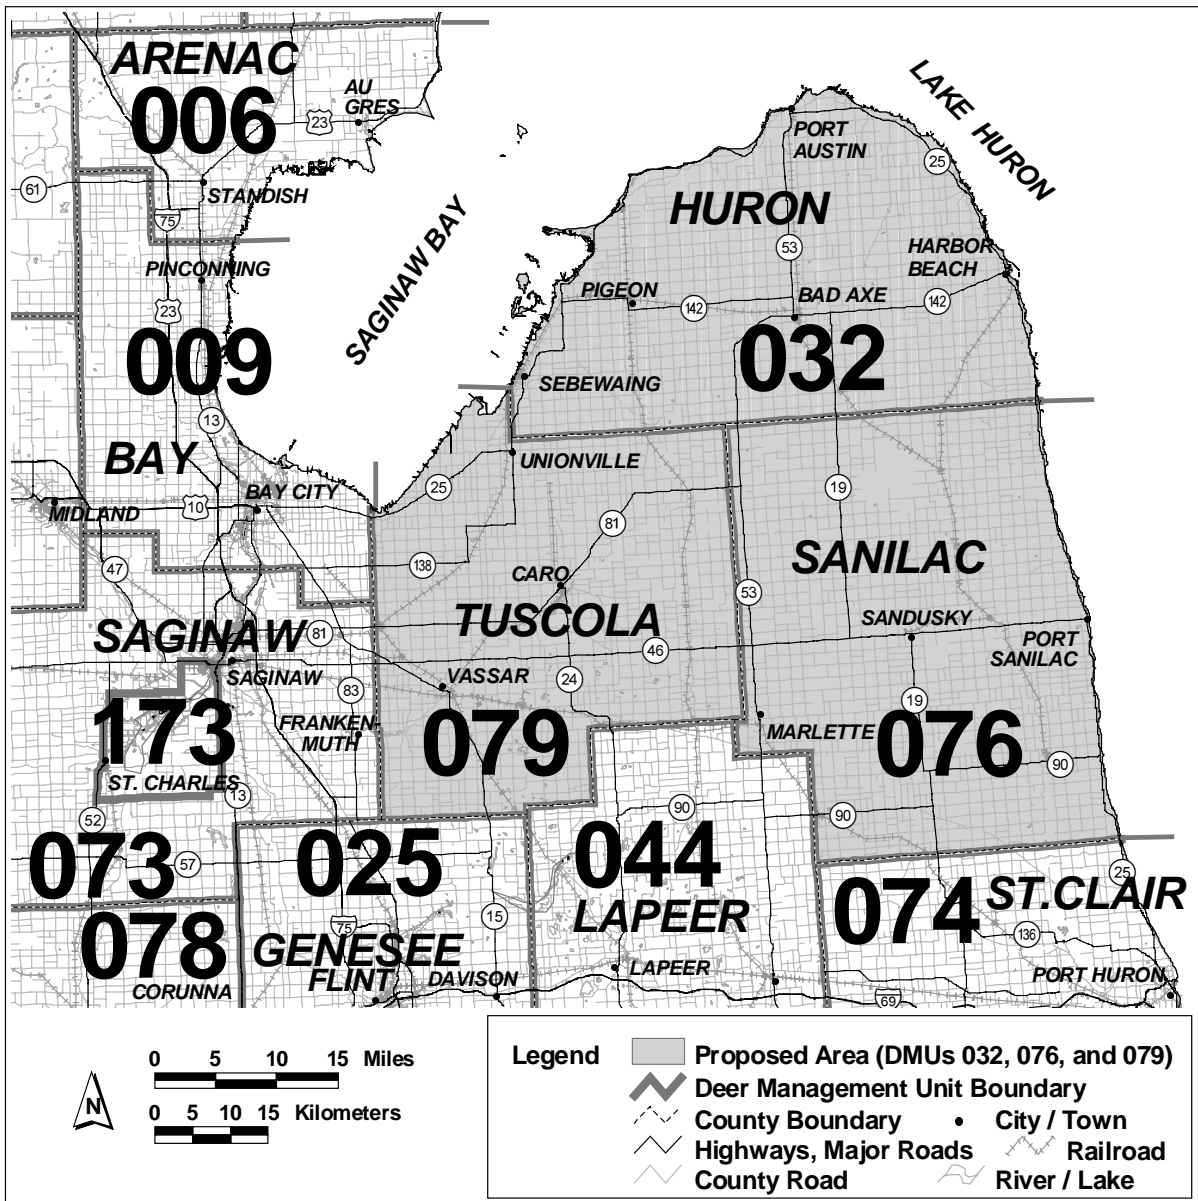 ARENAC
006
AU
GRES
23
61
STANDISH
75
PINCONNING
23
009
13
BAY
BAY CITY
10
MIDLAND
47
SAGINAW BAY
LAKE HURON
PORT
AUSTIN
25
HURON
53
HARBOR
BEACH
PIGEON
142
BAD AXE
142
032
SEBEWAING
UNIONVILLE
25
19
81
138
SANILAC
CARO
53
TUSCOLA
SANDUSKY
46
PORT
SANILAC
SAGINAW
81
SAGINAW
83
VASSAR
24
19
173
FRANKEN-
MUTH
079
MARLETTE
076
90
ST. CHARLES
13
52
90
90
073
57
025
044
25
074
ST.CLAIR
078
15
LAPEER
136
75
GENESEE
FLINT
DAVISON
LAPEER
PORT HURON
CORUNNA
69
0 5 10 15 Miles
0 5 10 15 Kilometers
N
Legend
Proposed Area (DMUs 032, 076, and 079)
Deer Management Unit Boundary
County Boundary
City / Town
Highways, Major Roads
Railroad
County Road
River / Lake